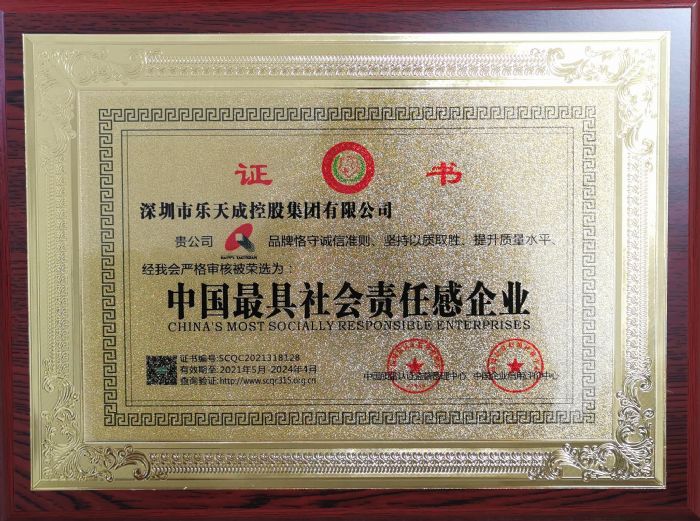 证书
深圳市乐天成控股集团有限公司
贵公司 品牌恪守诚信准则、坚持以质取胜、提升质量水平、
经我会严格审核被荣选为：
中国最具社会责任感企业
CHINA'S MOST SOCIALLY RESPONSIBLE ENTERPRISES
证书编号:SCQC2021318128
有效期至:2021年5月-2024年4月
查询验证:http://www.scqc315.org.cn